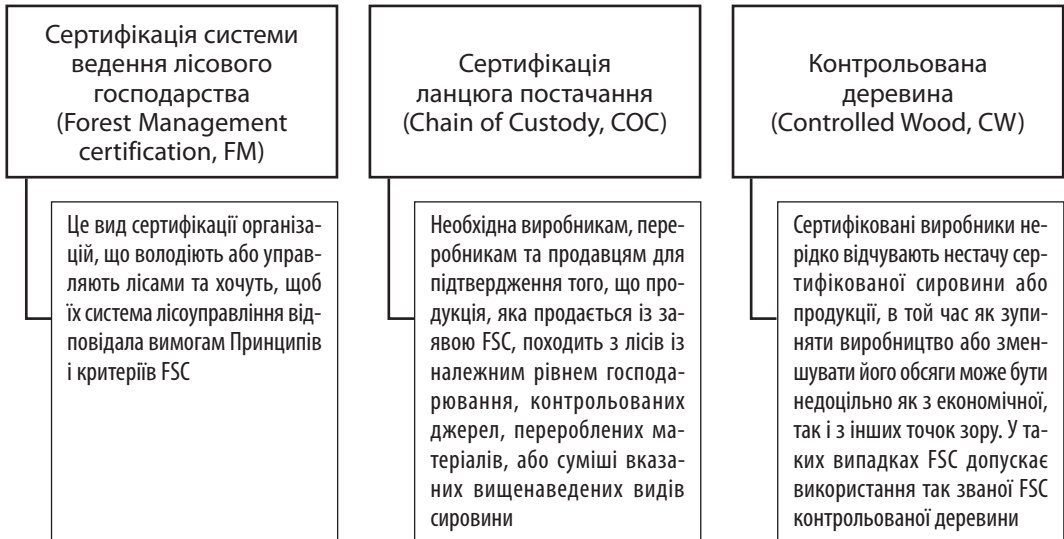 Сертифікація системи
ведення лісового
господарства
(Forest Management
certification, FM)
Це вид сертифікації організа-
цій, що володіють або управ-
ляють лісами та хочуть, щоб
їх система лісоуправління від-
повідала вимогам Принципів
і критеріїв FSC
Сертифікація
ланцюга постачання
(Chain of Custody, COC)
Необхідна виробникам, пере-
робникам та продавцям для
підтвердження того, що про-
дукція, яка продається із за-
явою FSC, походить з лісів із
належним рівнем господа-
рювання, контрольованих
джерел, перероблених ма-
теріалів, або суміші вказа-
них вищенаведених видів
сировини
Контрольована
деревина
(Controlled Wood, CW)
Сертифіковані виробники не-
рідко відчувають нестачу сер-
тифікованої сировини або
продукції, в той час як зупи-
няти виробництво або змен-
шувати його обсяги може бути
недоцільно як з економічної,
так і з інших точок зору. У та-
ких випадках FSC допускає
використання так званої FSC
контрольованої деревини